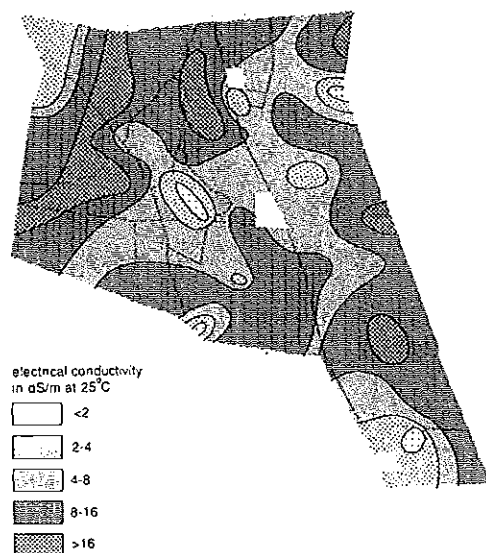 electrical conductivity
in dS/m at 25°C
<2
2-4
4-8
8-16
>16